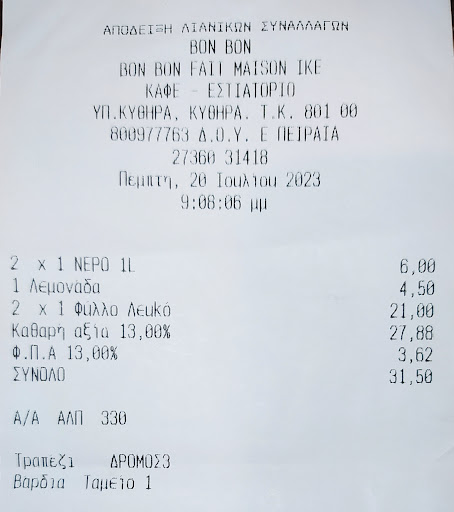 ΑΠΟΔΕΙΞΗ ΛΙΑΝΙΚΩΝ ΣΥΝΑΛΛΑΓΩΝ
BON BON
BON BON FAIT MAISON IKE
ΚΑΦΕ - ΕΣΤΙΑΤΟΡΙΟ
ΥΠ.ΚΥΘΗΡΑ, ΚΥΘΗΡΑ. Τ.Κ. 801 00
800977763 Δ.Ο.Υ. Ε ΠΕΙΡΑΙΑ
27360 31418
Πεμπτη, 20 Ιουλιου 2023
9:08:06 μμ
2 x 1 ΝΕΡΟ 1L 6,00
1 Λεμονάδα 4,50
2 x 1 Φύλλο Λευκό 21,00
Καθαρη αξια 13,00% 27,88
Φ.Π.Α 13,00% 3,62
ΣΥΝΟΛΟ 31,50
Α/Α ΑΛΠ 330
Τραπεζι ΔΡΟΜΟΣ3
Βαρδια Ταμειο 1